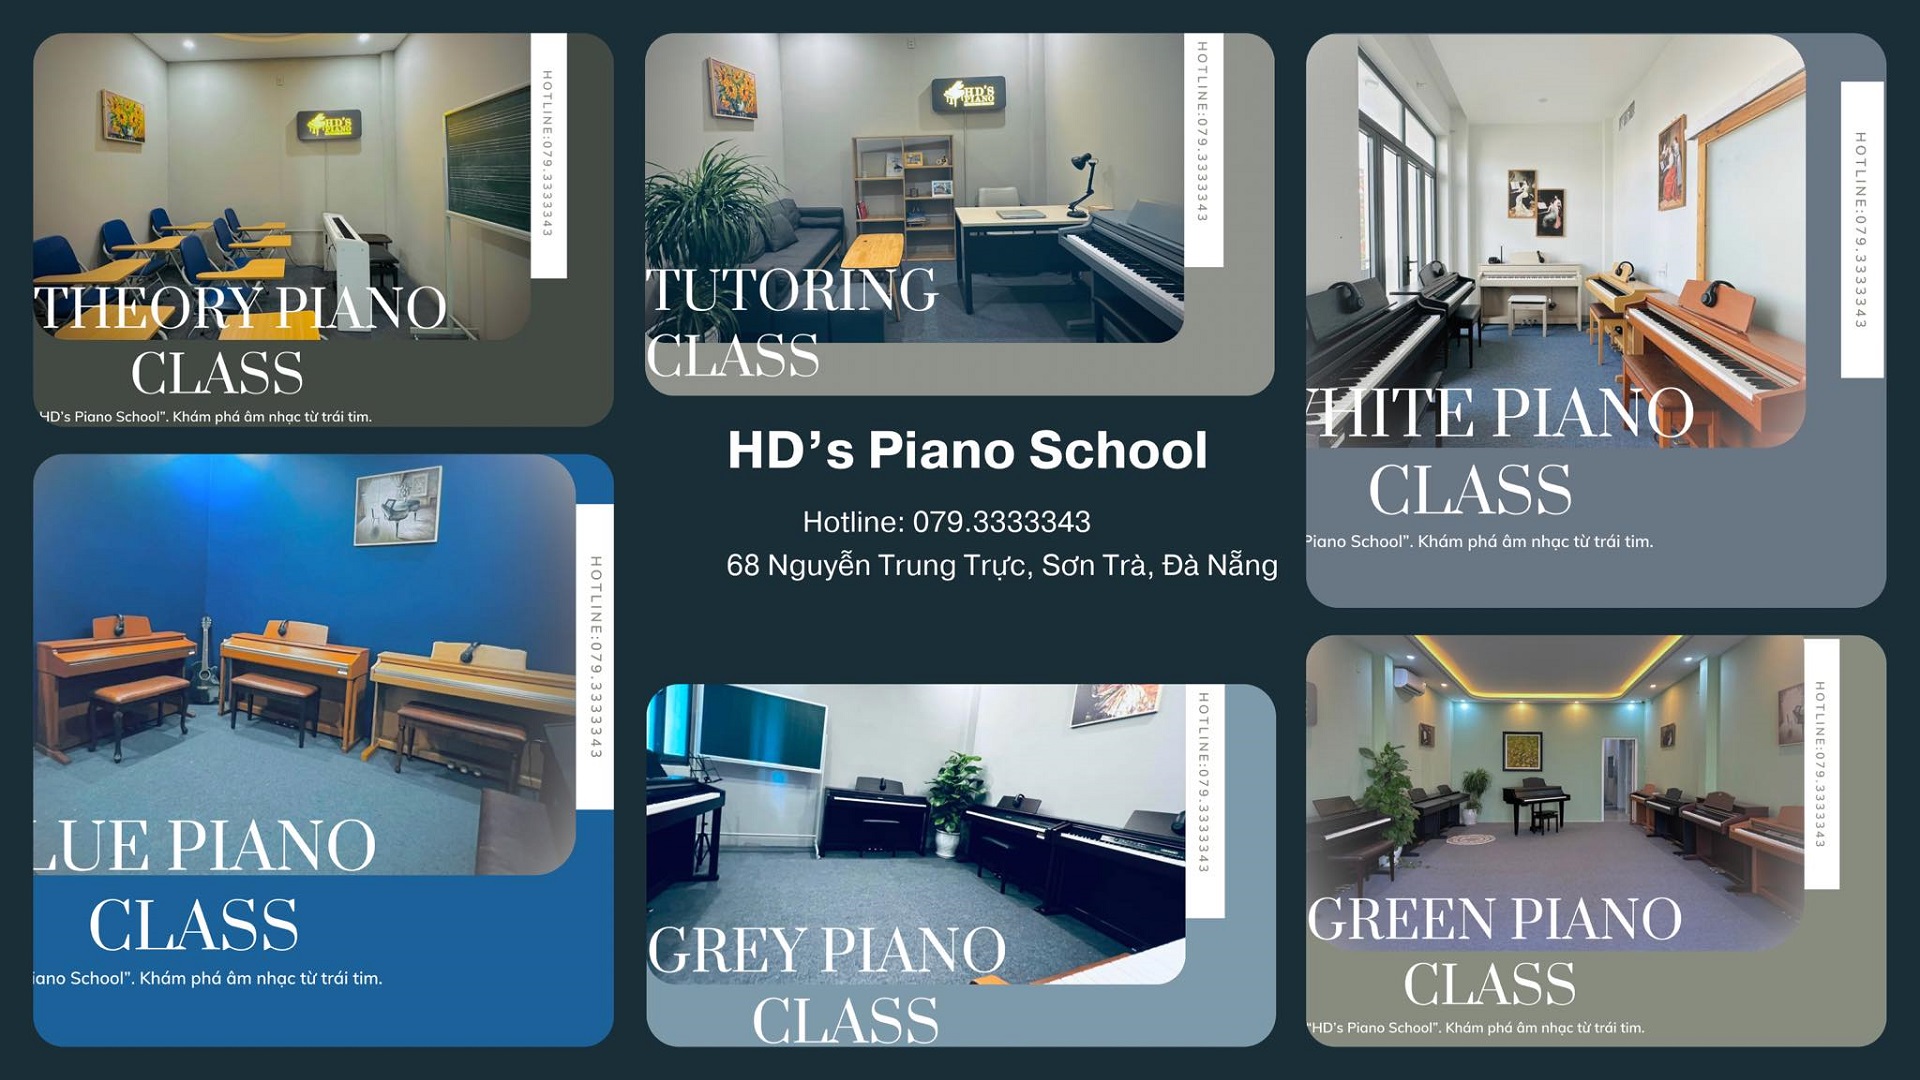 HOTLINE:079.3333343
HD'S
PIANO
THEORY PIANO
CLASS
HD's Piano School". Khám phá âm nhạc từ trái tim.
HOTLINE:079.3333343
HD'S
PIANO
TUTORING
CLASS
HOTLINE:079.3333343
HITE PIANO
CLASS
Piano School". Khám phá âm nhạc từ trái tim.
HD's Piano School
Hotline: 079.3333343
68 Nguyễn Trung Trực, Sơn Trà, Đà Nẵng
HOTLINE:079.3333343
LUE PIANO
CLASS
iano School". Khám phá âm nhạc từ trái tim.
HOTLINE:079.3333343
GREY PIANO
CLASS
HOTLINE:079.3333343
GREEN PIANO
CLASS
"HD's Piano School". Khám phá âm nhạc từ trái tim.